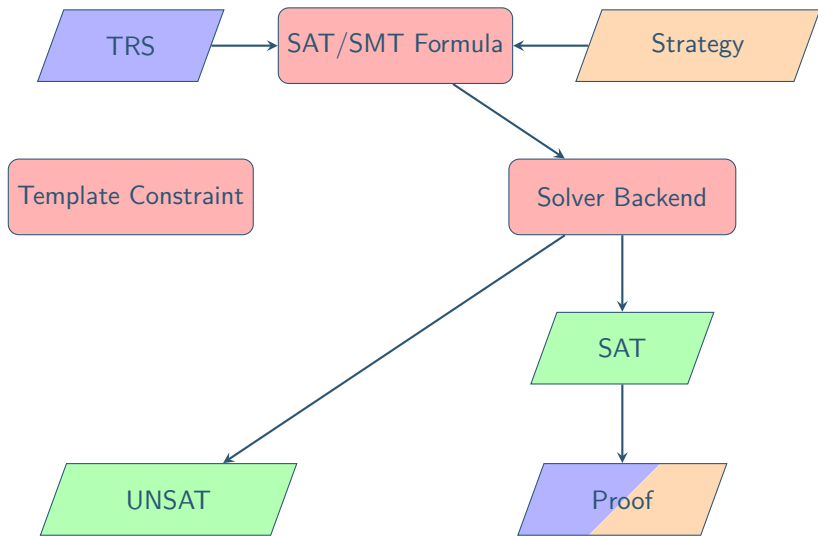 TRS
SAT/SMT Formula
Strategy
Template Constraint
Solver Backend
SAT
UNSAT
Proof